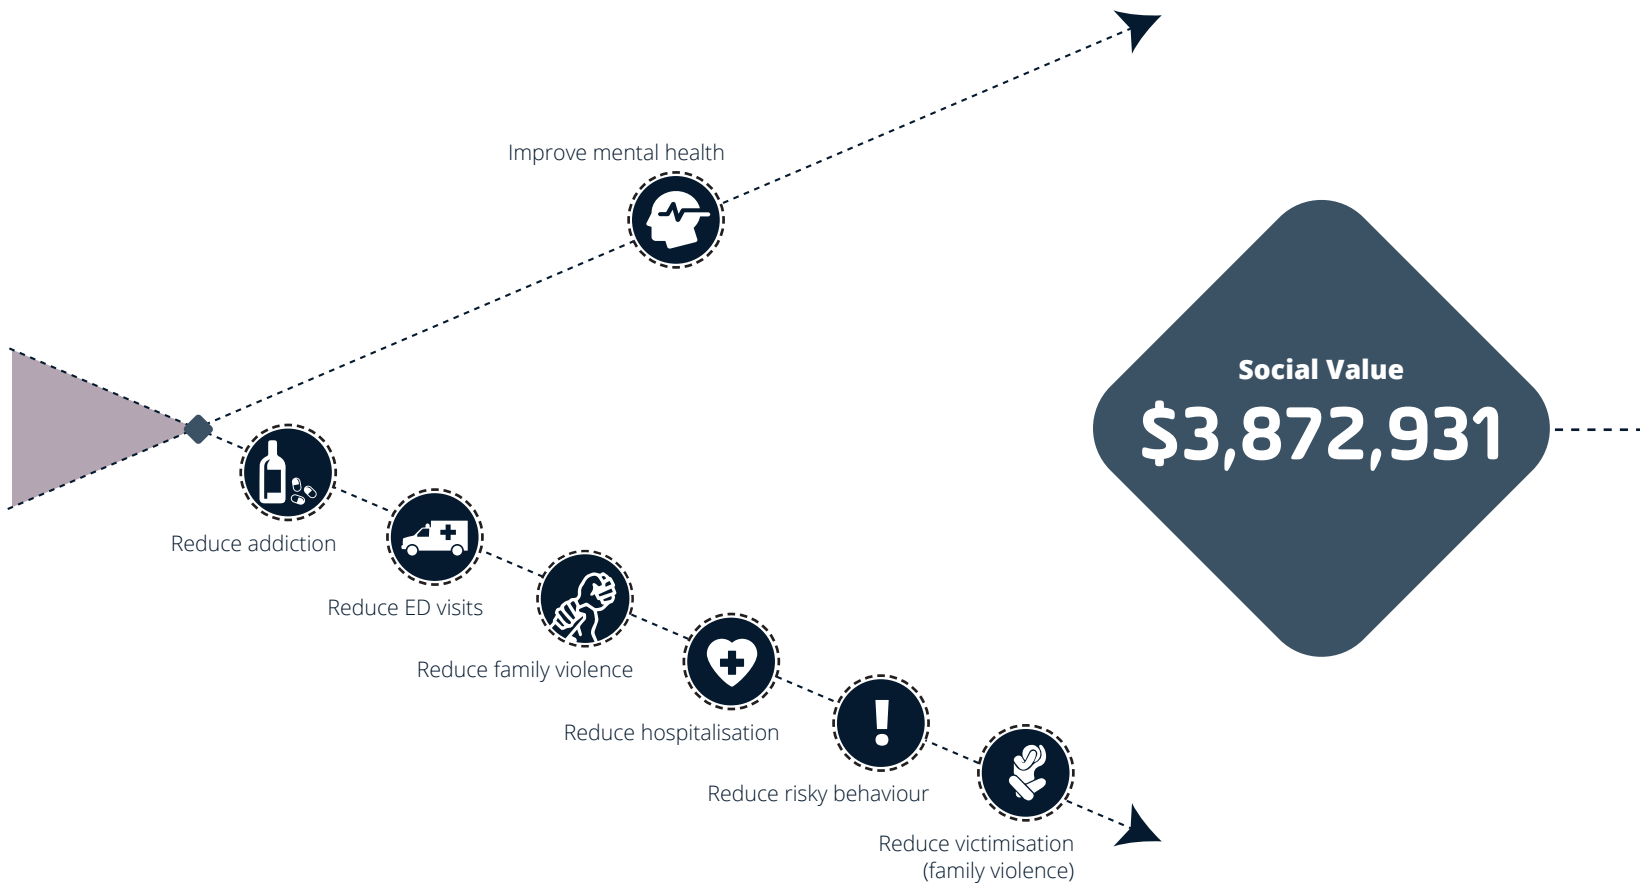 Improve mental health
Social Value
$3,872,931
Reduce addiction
Reduce ED visits
Reduce family violence
Reduce hospitalisation
Reduce risky behaviour
Reduce victimisation
(family violence)